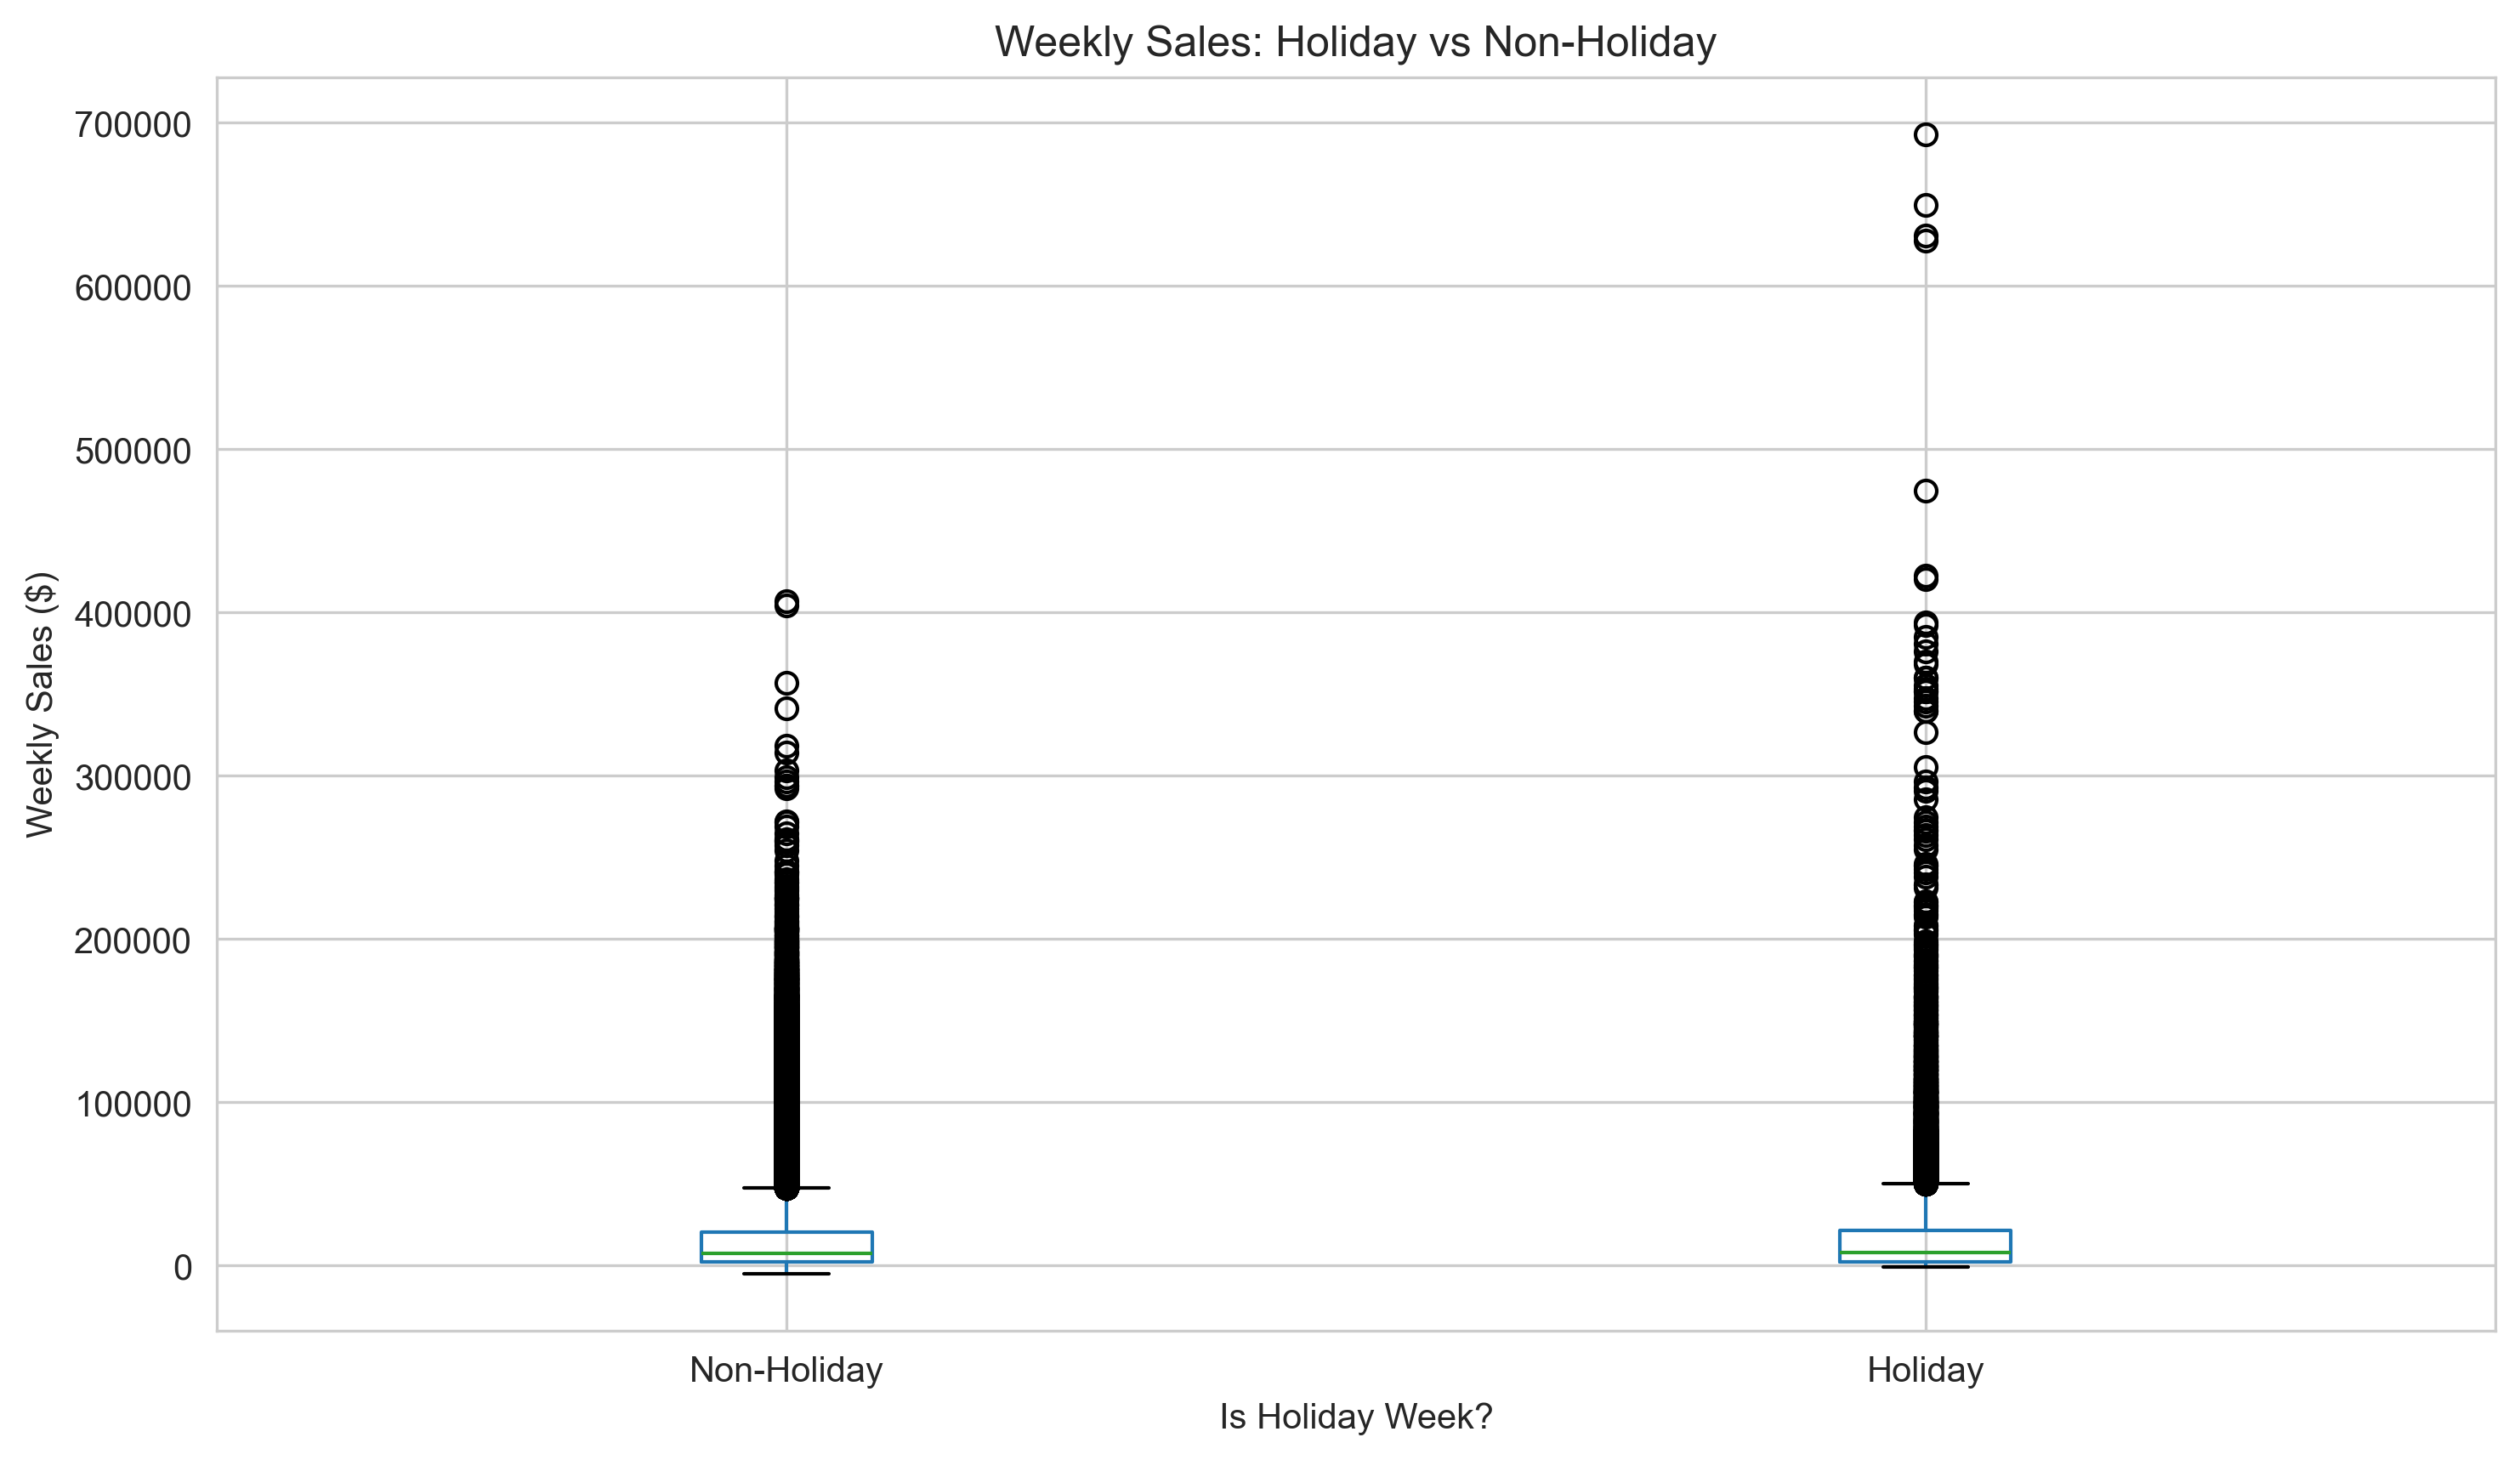 Weekly Sales: Holiday vs Non-Holiday
Weekly Sales ($)
700000
600000
500000
400000
300000
200000
100000
0
Non-Holiday
Holiday
Is Holiday Week?